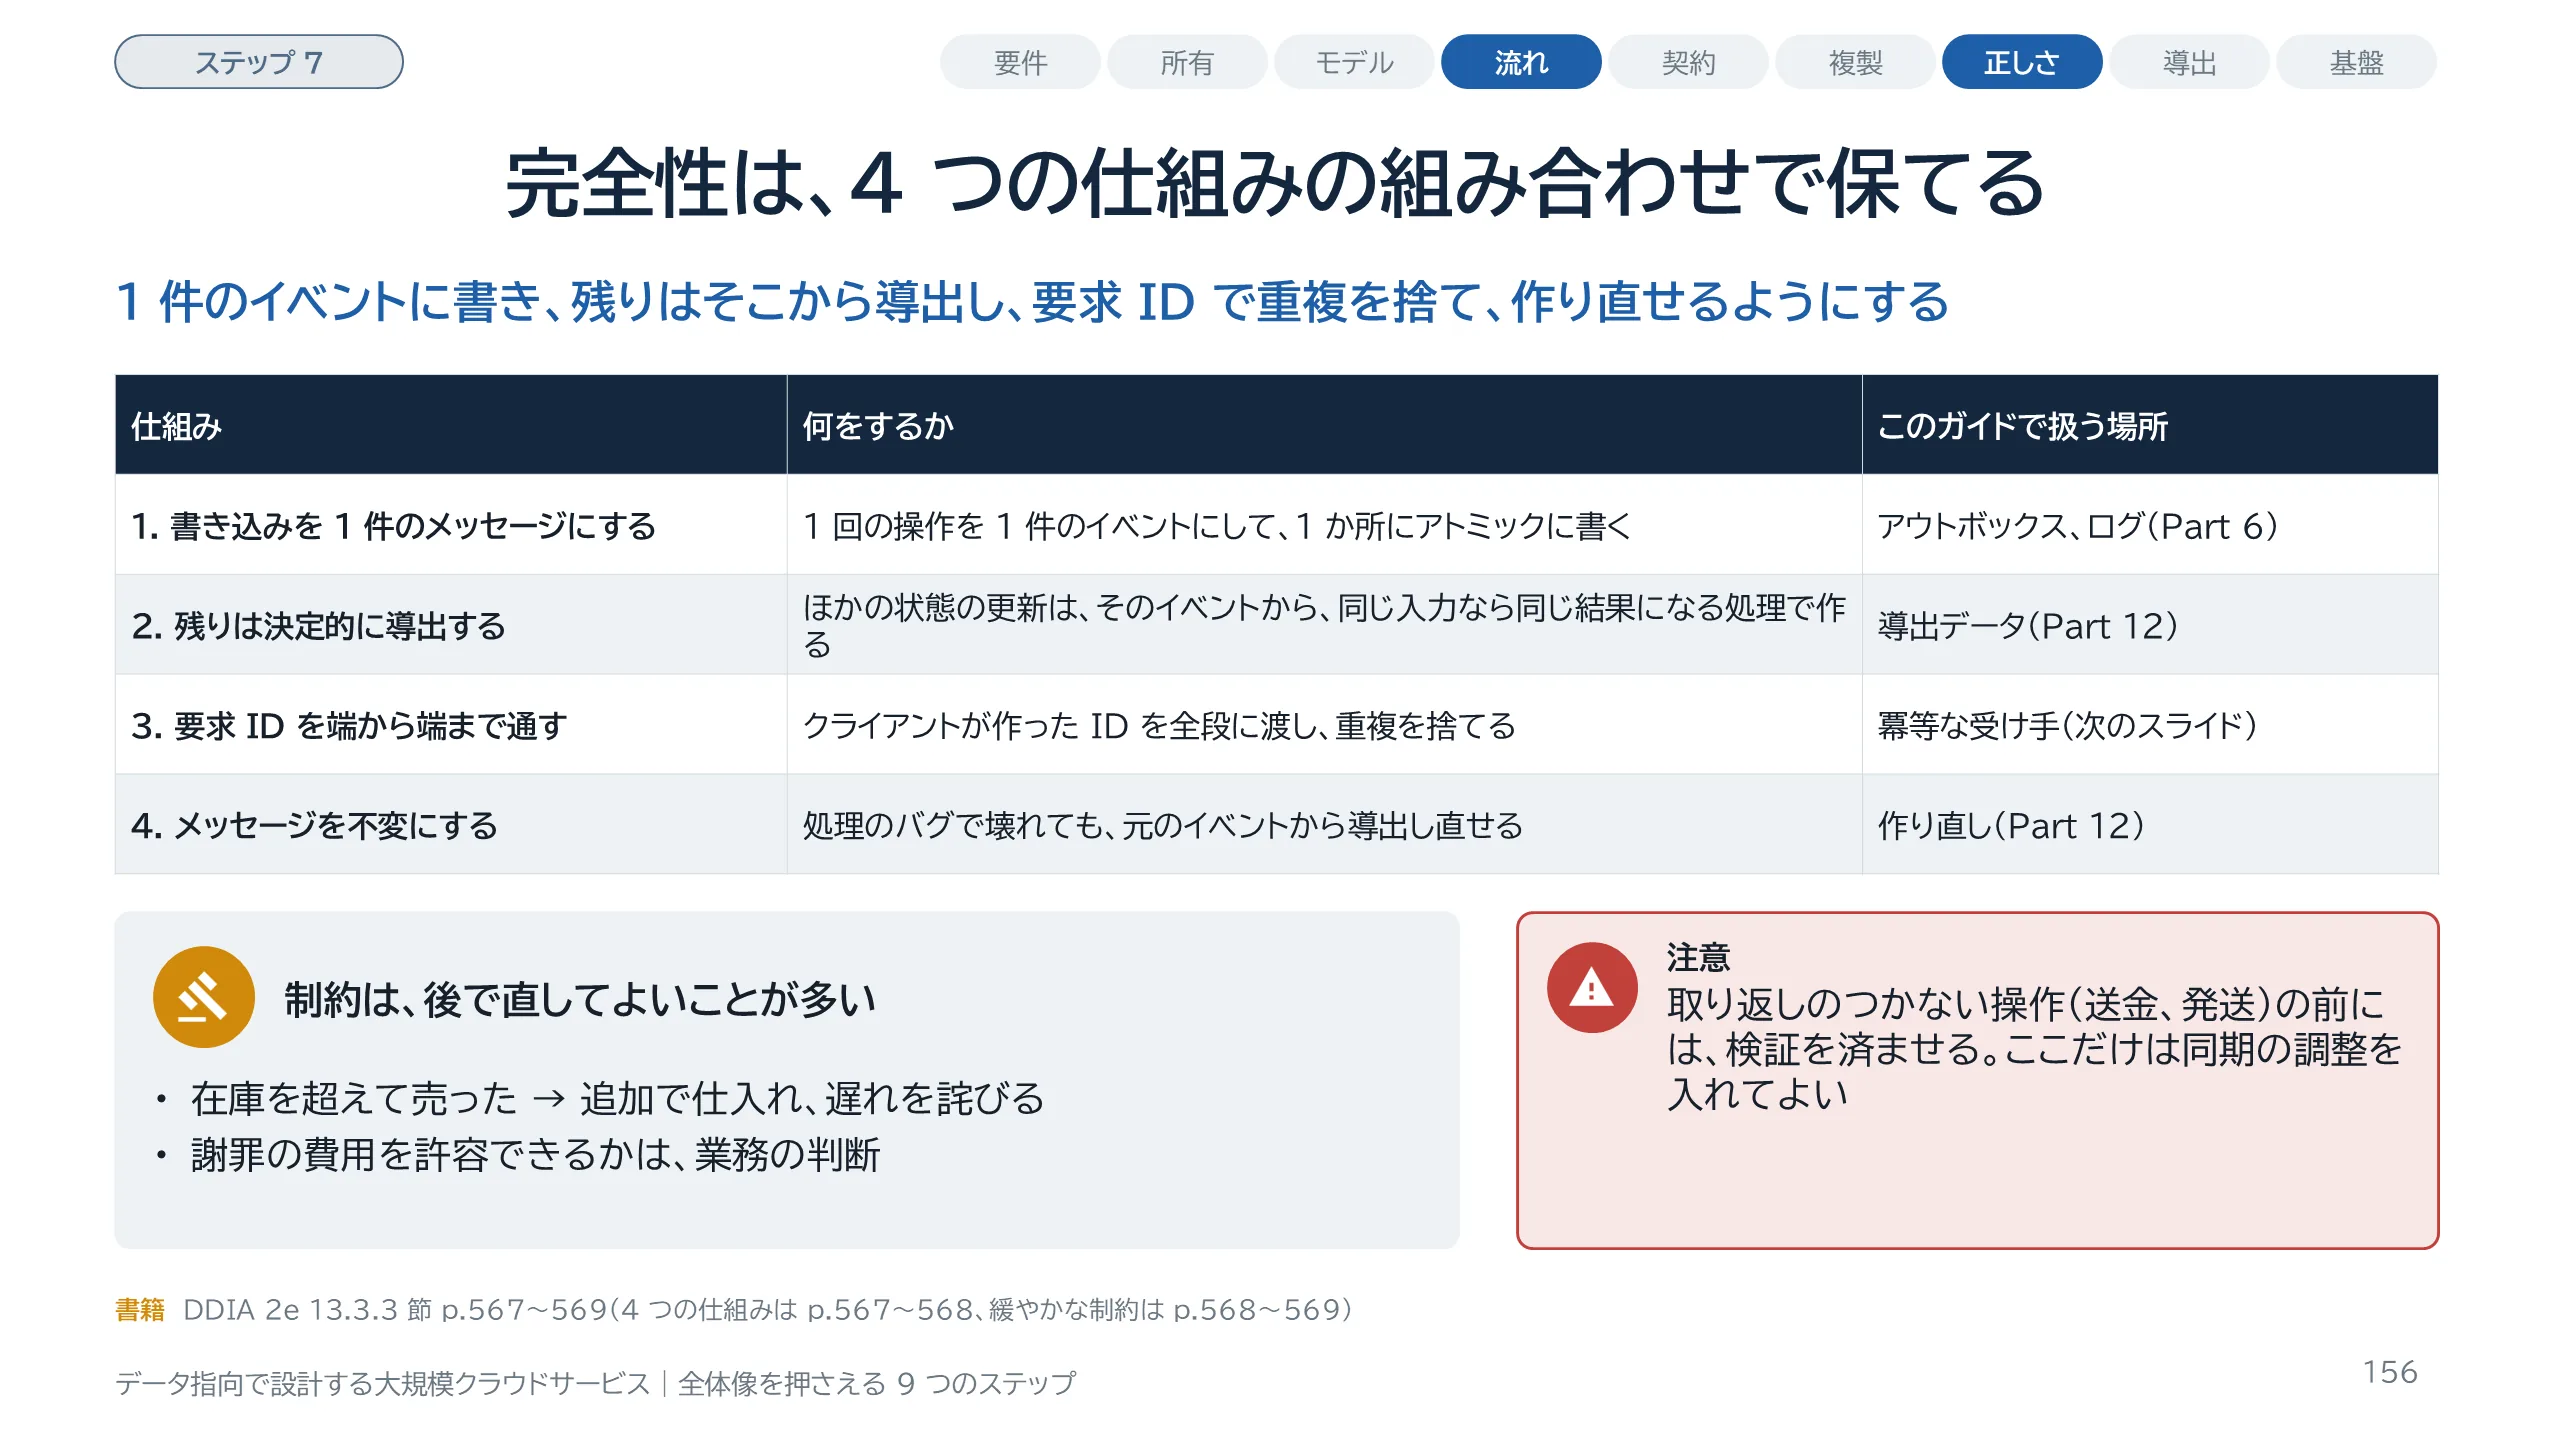 ステップ 7
要件
所有
モデル
流れ
契約
複製
正しさ
導出
基盤
完全性は、4 つの仕組みの組み合わせで保てる
1 件のイベントに書き、残りはそこから導出し、要求 ID で重複を捨て、作り直せるようにする
仕組み
何をするか
このガイドで扱う場所
1. 書き込みを 1 件のメッセージにする
1 回の操作を 1 件のイベントにして、1 か所にアトミックに書く
アウトボックス、ログ（Part 6）
2. 残りは決定的に導出する
ほかの状態の更新は、そのイベントから、同じ入力なら同じ結果になる処理で作
る
導出データ（Part 12）
3. 要求 ID を端から端まで通す
クライアントが作った ID を全段に渡し、重複を捨てる
冪等な受け手（次のスライド）
4. メッセージを不変にする
処理のバグで壊れても、元のイベントから導出し直せる
作り直し（Part 12）
制約は、後で直してよいことが多い
• 在庫を超えて売った → 追加で仕入れ、遅れを詫びる
• 謝罪の費用を許容できるかは、業務の判断
注意
取り返しのつかない操作（送金、発送）の前に
は、検証を済ませる。ここだけは同期の調整を
入れてよい
書籍 DDIA 2e 13.3.3 節 p.567～569（4 つの仕組みは p.567～568、緩やかな制約は p.568～569）
データ指向で設計する大規模クラウドサービス｜全体像を押さえる 9 つのステップ
156